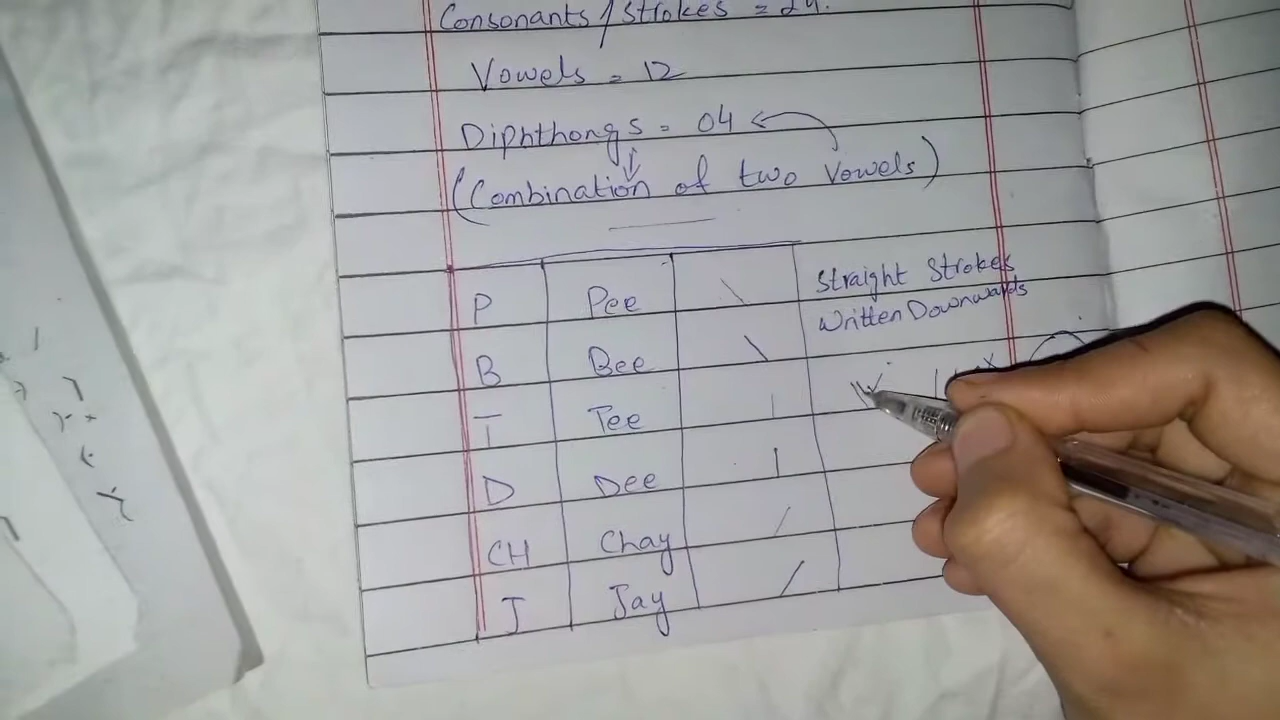 Consonants / Strokes = 24.
Vowels = 12
Diphthongs = 04
(Combination of two Vowels)
P Pee \ Straight Strokes
Written Downwards
B Bee \
T Tee |
D Dee |
CH Chay /
J Jay /